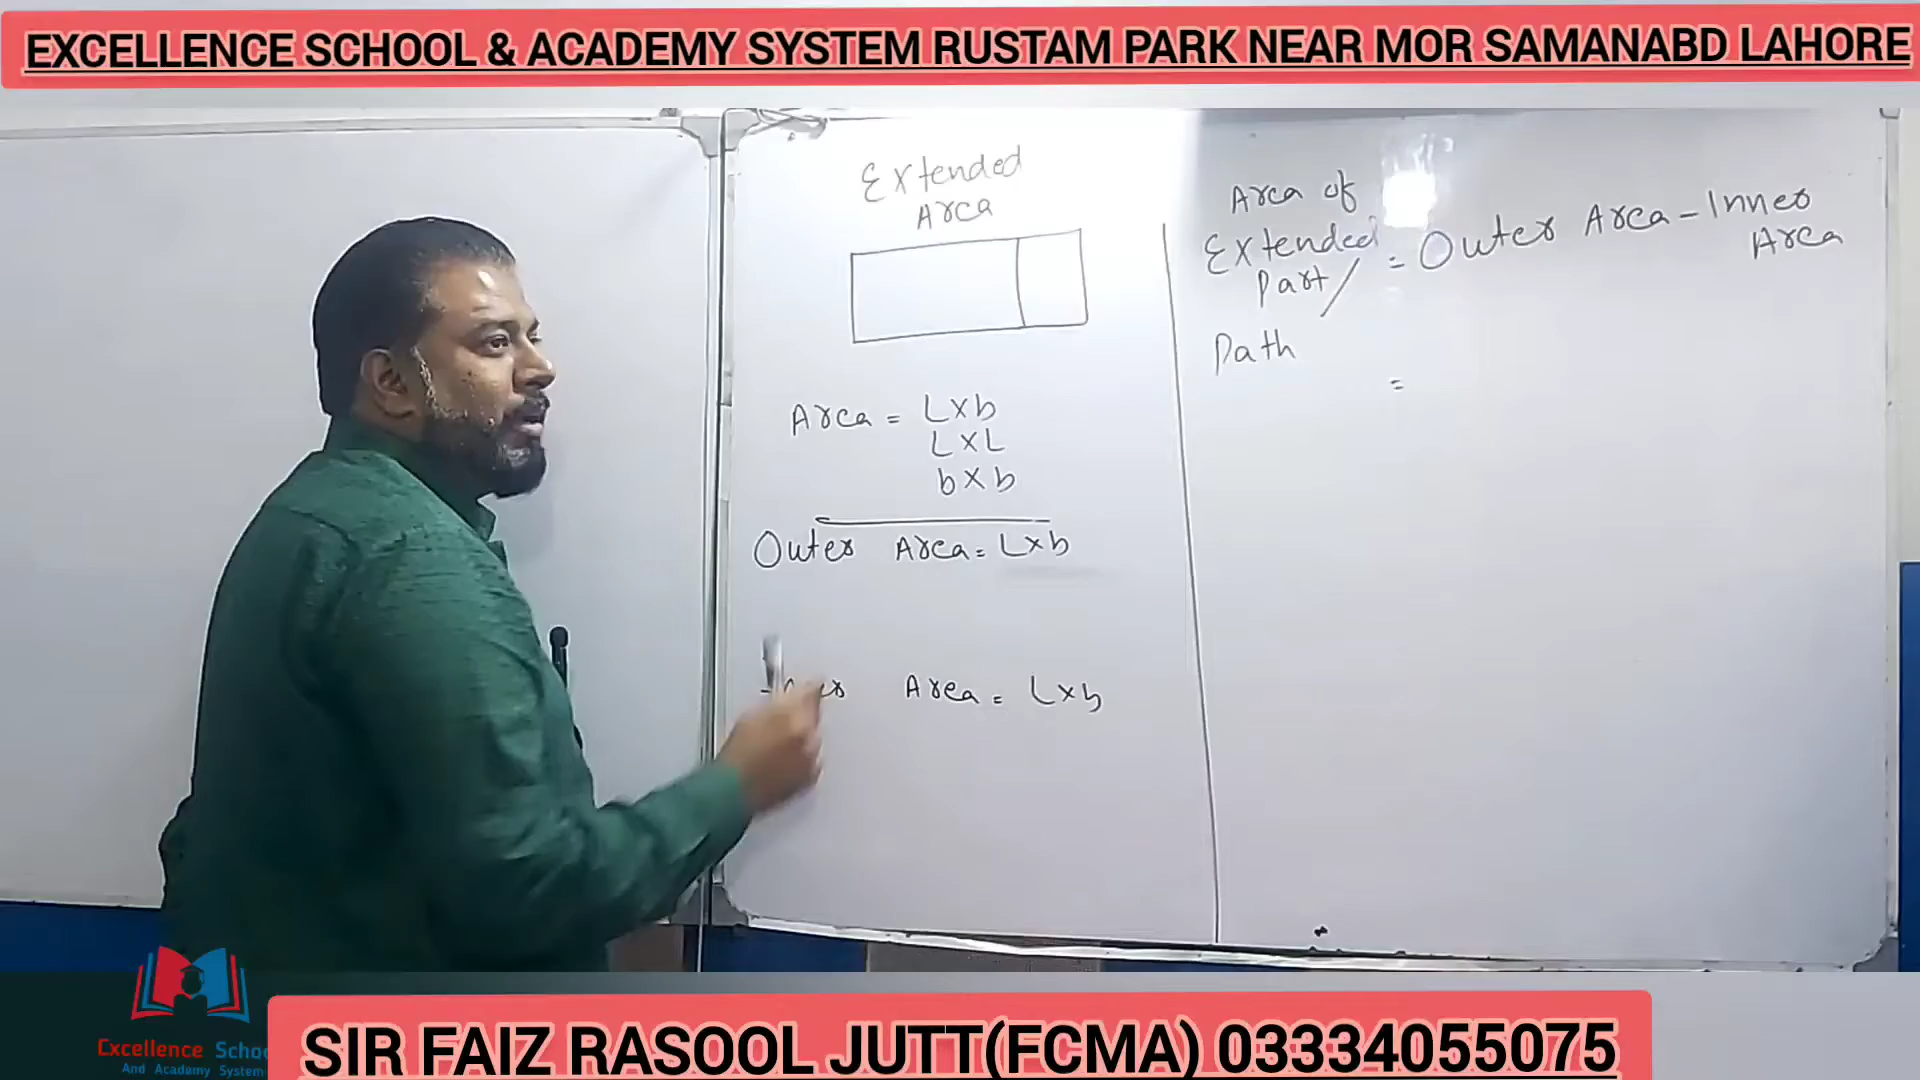 EXCELLENCE SCHOOL & ACADEMY SYSTEM RUSTAM PARK NEAR MOR SAMANABD LAHORE
Extended
Area
Area = L×b
L×L
b×b
Outer Area = L×b
Area = L×b
Area of
Extended = Outer Area - Inner
Part/ Area
Path
=
Excellence Schoo
And Academy System
SIR FAIZ RASOOL JUTT(FCMA) 03334055075